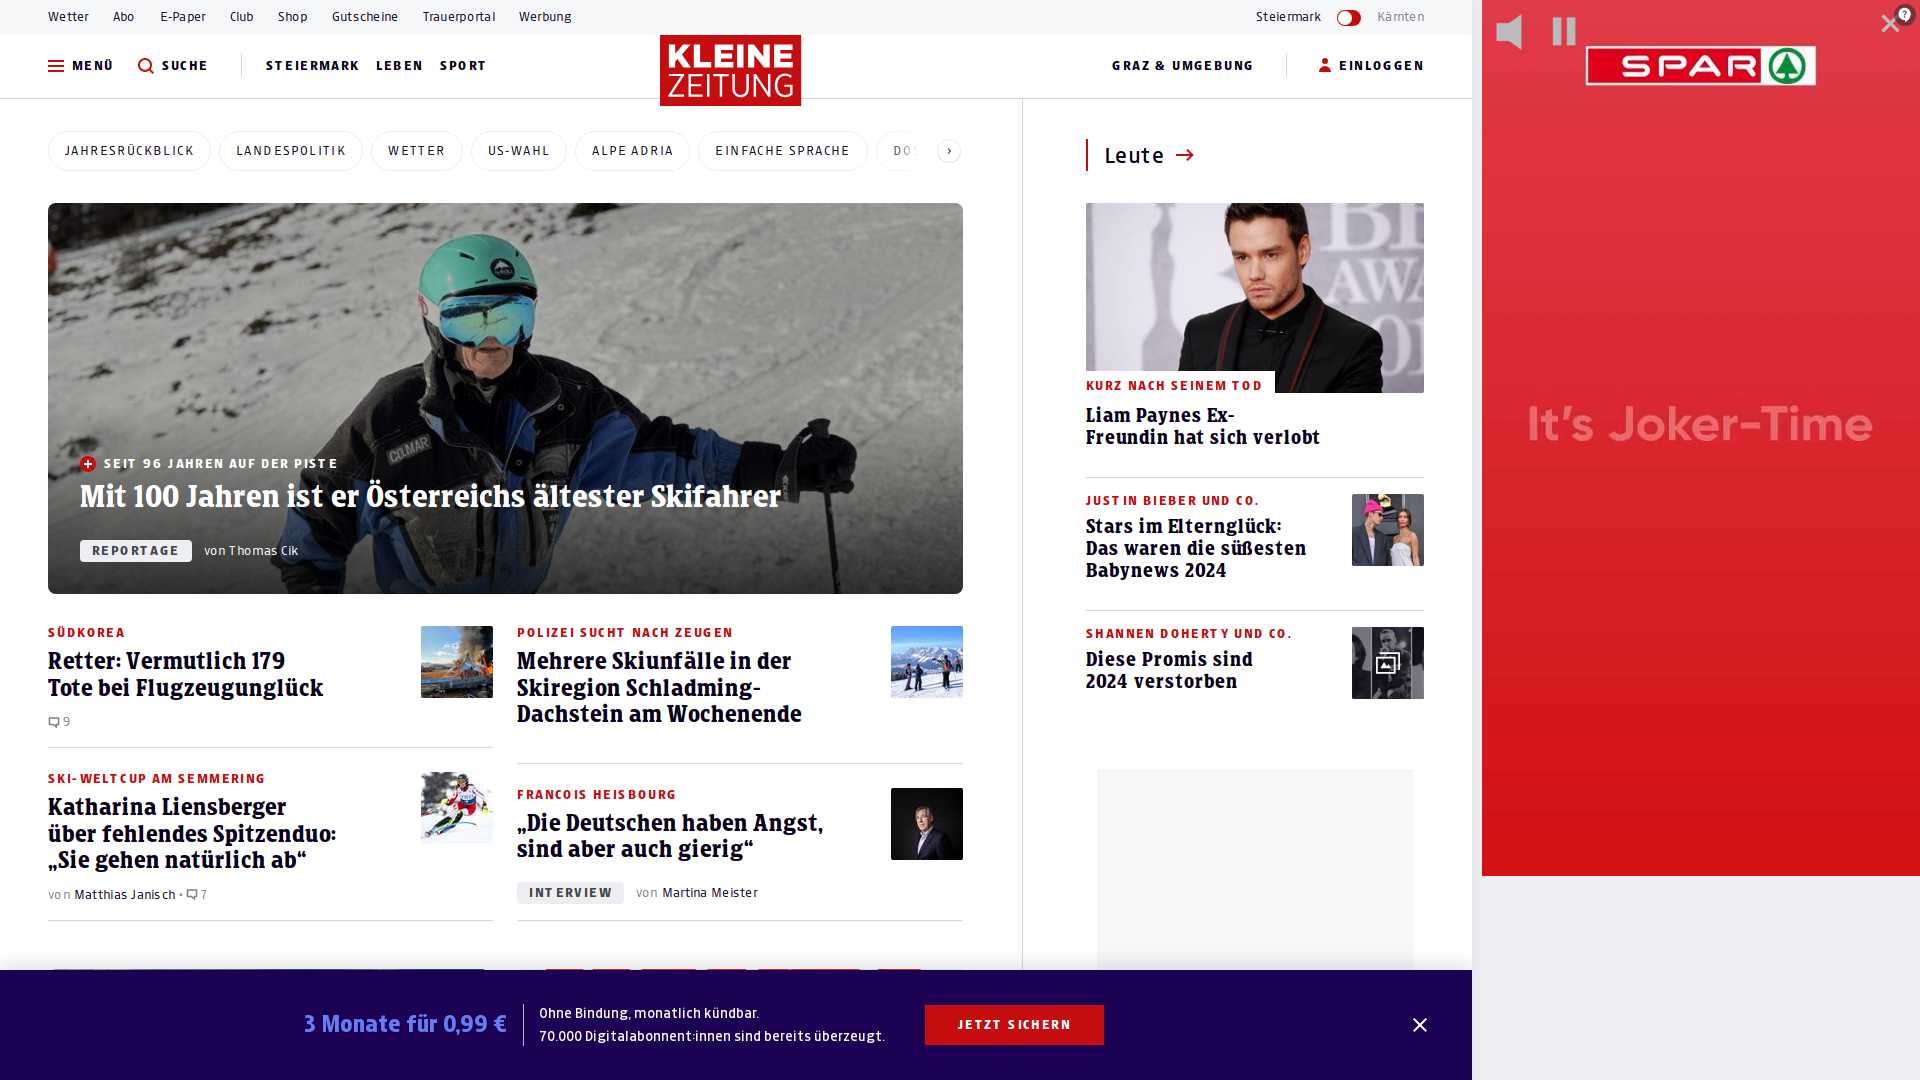 Wetter Abo E-Paper Club Shop Gutscheine Trauerportal Werbung
Steiermark Kärnten
MENÜ SUCHE STEIERMARK LEBEN SPORT
KLEINE
ZEITUNG
GRAZ & UMGEBUNG EINLOGGEN
JAHRESRÜCKBLICK LANDESPOLITIK WETTER US-WAHL ALPE ADRIA EINFACHE SPRACHE
SEIT 96 JAHREN AUF DER PISTE
Mit 100 Jahren ist er Österreichs ältester Skifahrer
REPORTAGE von Thomas Cik
COLMAR
SÜDKOREA
Retter: Vermutlich 179
Tote bei Flugzeugunglück
9
SKI-WELTCUP AM SEMMERING
Katharina Liensberger
über fehlendes Spitzenduo:
„Sie gehen natürlich ab“
von Matthias Janisch • 7
POLIZEI SUCHT NACH ZEUGEN
Mehrere Skiunfälle in der
Skiregion Schladming-
Dachstein am Wochenende
FRANCOIS HEISBOURG
„Die Deutschen haben Angst,
sind aber auch gierig“
INTERVIEW von Martina Meister
Leute
KURZ NACH SEINEM TOD
Liam Paynes Ex-
Freundin hat sich verlobt
JUSTIN BIEBER UND CO.
Stars im Elternglück:
Das waren die süßesten
Babynews 2024
SHANNEN DOHERTY UND CO.
Diese Promis sind
2024 verstorben
SPAR
It's Joker-Time
3 Monate für 0,99 €
Ohne Bindung, monatlich kündbar.
70.000 Digitalabonnent:innen sind bereits überzeugt.
JETZT SICHERN